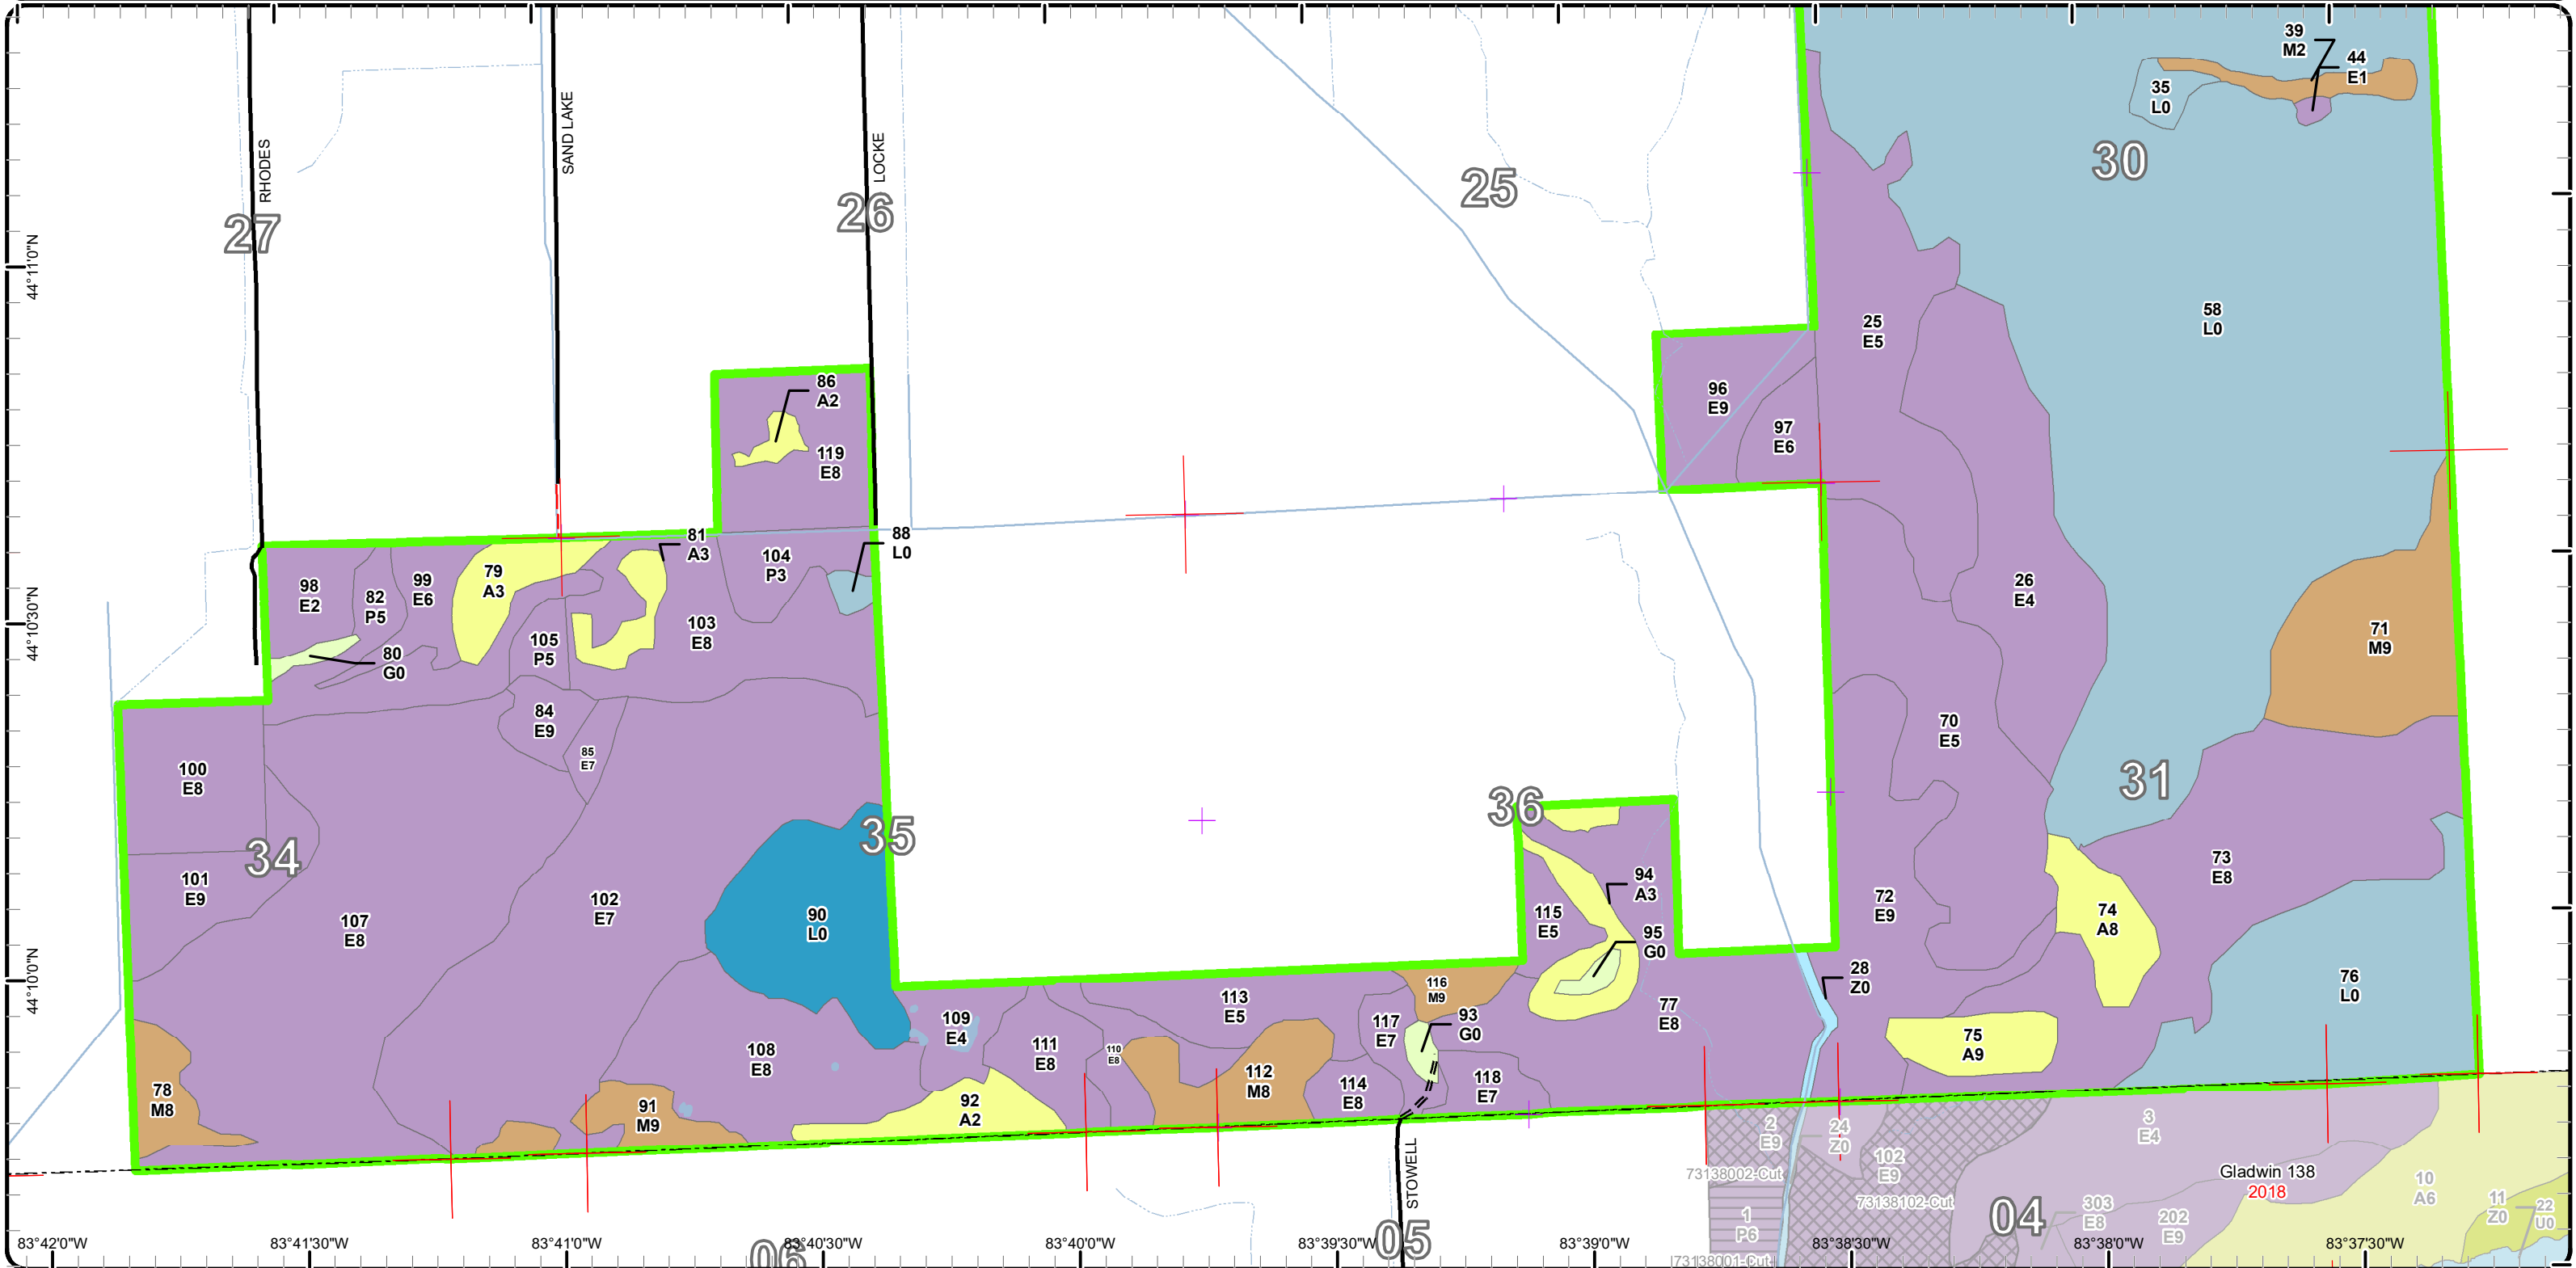 39
M2
44
E1
35
L0
30
RHODES
SAND LAKE
LOCKE
27
26
25
44°11'0"N
58
L0
25
E5
86
A2
119
E8
96
E9
97
E6
88
L0
81
A3
104
P3
98
E2
82
P5
99
E6
79
A3
105
P5
103
E8
80
G0
44°10'30"N
26
E4
71
M9
84
E9
85
E7
70
E5
100
E8
34
35
36
31
101
E9
107
E8
102
E7
90
L0
94
A3
115
E5
95
G0
72
E9
73
E8
74
A8
44°10'0"N
28
Z0
76
L0
116
M9
113
E5
109
E4
117
E7
93
G0
77
E8
75
A9
111
E8
110
E8
108
E8
112
M8
114
E8
118
E7
78
M8
91
M9
92
A2
STOWELL
2
E9
24
Z0
3
E4
102
E9
73138002-Cut
73138102-Cut
Gladwin 138
2018
10
A6
11
Z0
22
U0
1
P6
303
E8
202
E9
04
05
06
73138001-Cut
83°42'0"W
83°41'30"W
83°41'0"W
83°40'30"W
83°40'0"W
83°39'30"W
83°39'0"W
83°38'30"W
83°38'0"W
83°37'30"W